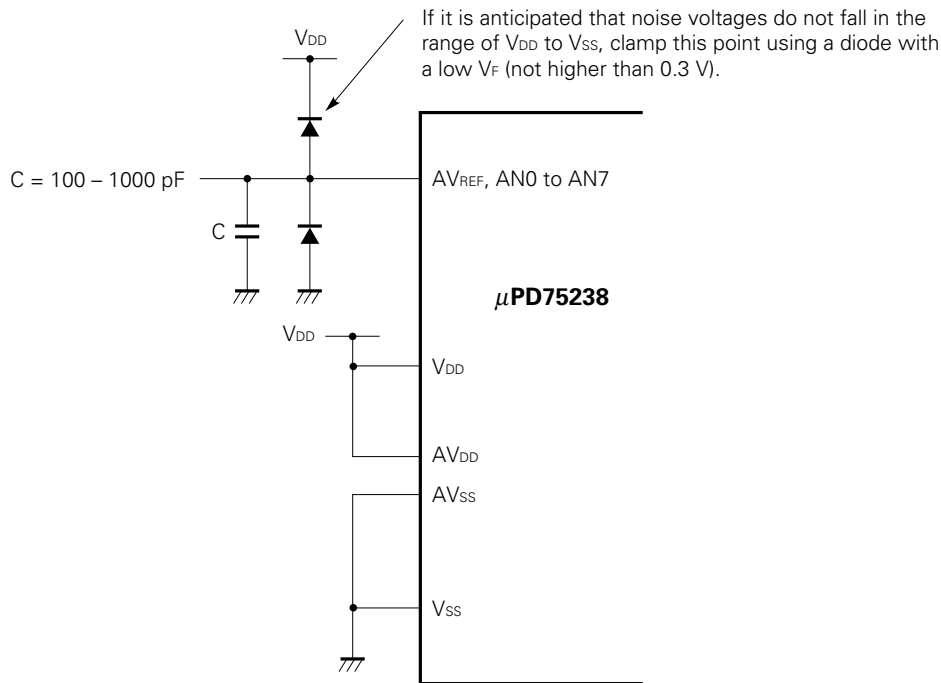 If it is anticipated that noise voltages do not fall in the
range of VDD to VSS, clamp this point using a diode with
a low VF (not higher than 0.3 V).
VDD
C = 100 – 1000 pF
AVREF, AN0 to AN7
C
μPD75238
VDD
VDD
AVDD
AVSS
VSS